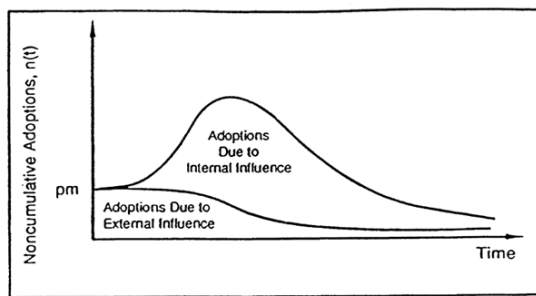 Noncumulative Adoptions, n(t)
Adoptions
Due to
Internal Influence
pm
Adoptions Due to
External Influence
Time